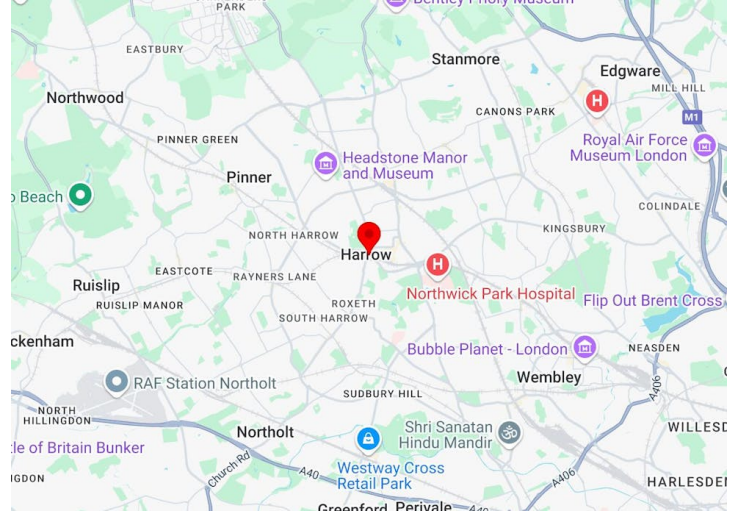 PARK
Bentley Priory Museum
EASTBURY
Stanmore
Edgware
MILL HILL
Northwood
CANONS PARK
M1
PINNER GREEN
Royal Air Force
Museum London
Headstone Manor
and Museum
Pinner
o Beach
COLINDALE
NORTH HARROW
KINGSBURY
Harrow
EASTCOTE
RAYNERS LANE
Ruislip
Northwick Park Hospital
RUISLIP MANOR
ROXETH
Flip Out Brent Cross
SOUTH HARROW
ckenham
Bubble Planet - London
NEASDEN
Wembley
RAF Station Northolt
A406
SUDBURY HILL
NORTH
HILLINGDON
Northolt
Shri Sanatan
Hindu Mandir
WILLESD
tle of Britain Bunker
Church Rd
A40
Westway Cross
Retail Park
A406
NGDON
HARLESDEN
Greenford
Perivale